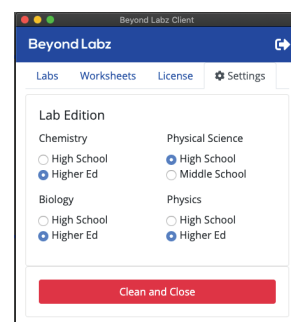 Beyond Labz Client
Beyond Labz
Labs Worksheets License Settings
Lab Edition
Chemistry Physical Science
High School High School
Higher Ed Middle School
Biology Physics
High School High School
Higher Ed Higher Ed
Clean and Close